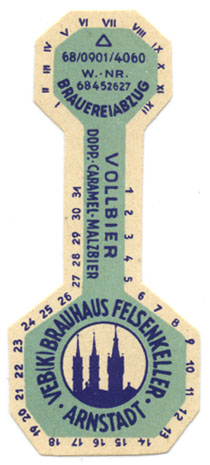 I II III IV V VI VII VIII IX X XI XII
68/0901/4060
W.-NR.
68452627
BRAUEREIABZUG
VOLLBIER
DOPP.-CARAMEL-MALZBIER
1 2 3 4 5 6 7 8 9 10 11 12 13 14 15 16 17 18 19 20 21 22 23 24 25 26 27 28 29 30 31
· VEB(K) BRAUHAUS FELSENKELLER ·
ARNSTADT